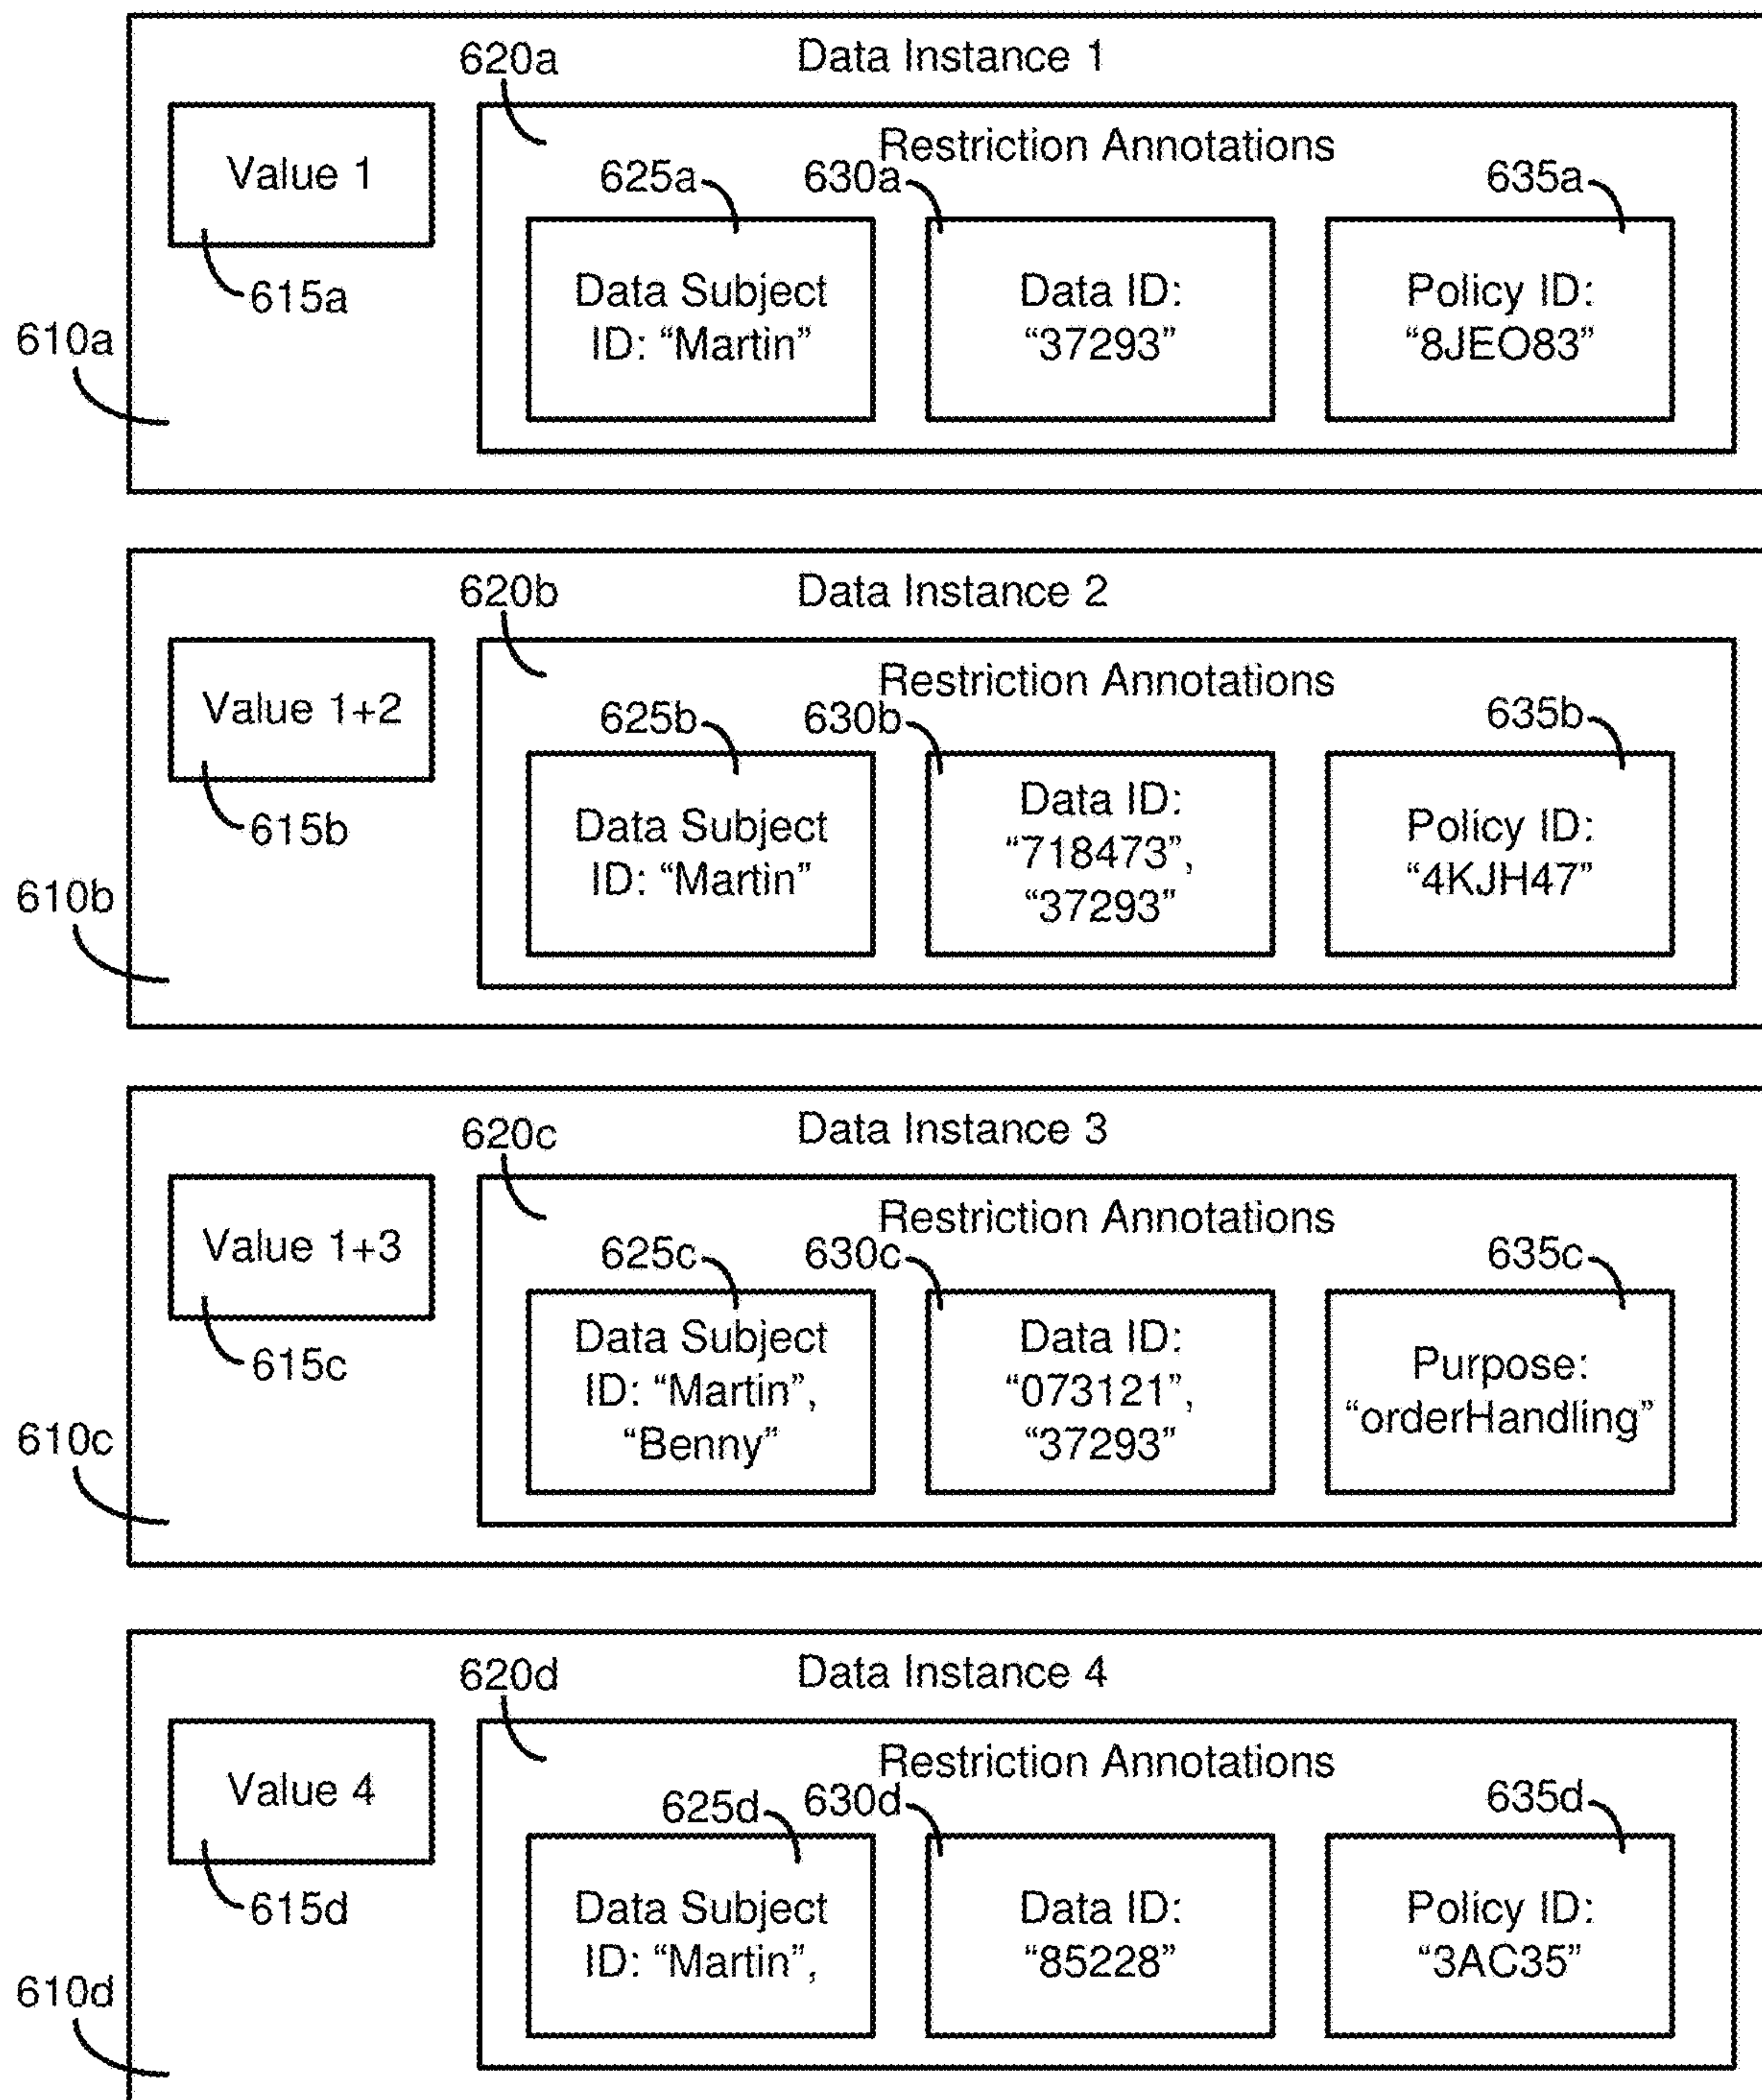 Data Instance 1
620a
Value 1
Restriction Annotations
625a
630a
635a
615a
Data Subject
ID: “Martin”
Data ID:
“37293”
Policy ID:
“8JEO83”
610a
Data Instance 2
620b
Value 1+2
Restriction Annotations
625b
630b
635b
615b
Data Subject
ID: “Martin”
Data ID:
“718473”,
“37293”
Policy ID:
“4KJH47”
610b
Data Instance 3
620c
Value 1+3
Restriction Annotations
625c
630c
635c
615c
Data Subject
ID: “Martin”,
“Benny”
Data ID:
“073121”,
“37293”
Purpose:
“orderHandling”
610c
Data Instance 4
620d
Value 4
Restriction Annotations
625d
630d
635d
615d
Data Subject
ID: “Martin”,
Data ID:
“85228”
Policy ID:
“3AC35”
610d